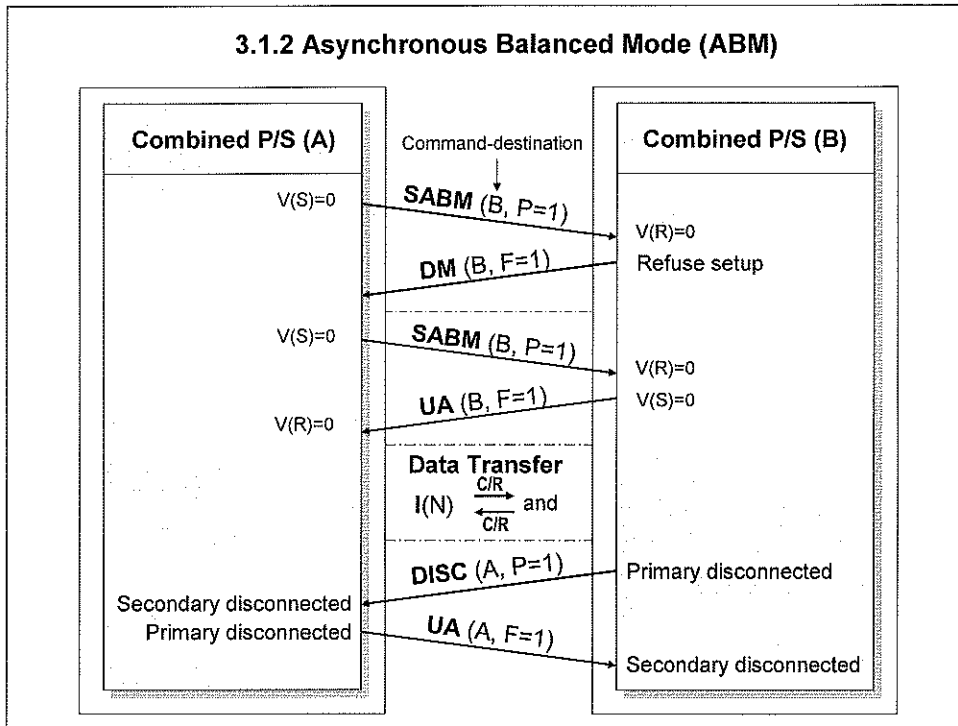 3.1.2 Asynchronous Balanced Mode (ABM)
Combined P/S (A)
Command-destination
Combined P/S (B)
V(S)=0
SABM (B, P=1)
V(R)=0
DM (B, F=1)
Refuse setup
V(S)=0
SABM (B, P=1)
V(R)=0
UA (B, F=1)
V(S)=0
V(R)=0
Data Transfer
C/R
I(N) and
C/R
DISC (A, P=1)
Primary disconnected
Secondary disconnected
Primary disconnected
UA (A, F=1)
Secondary disconnected